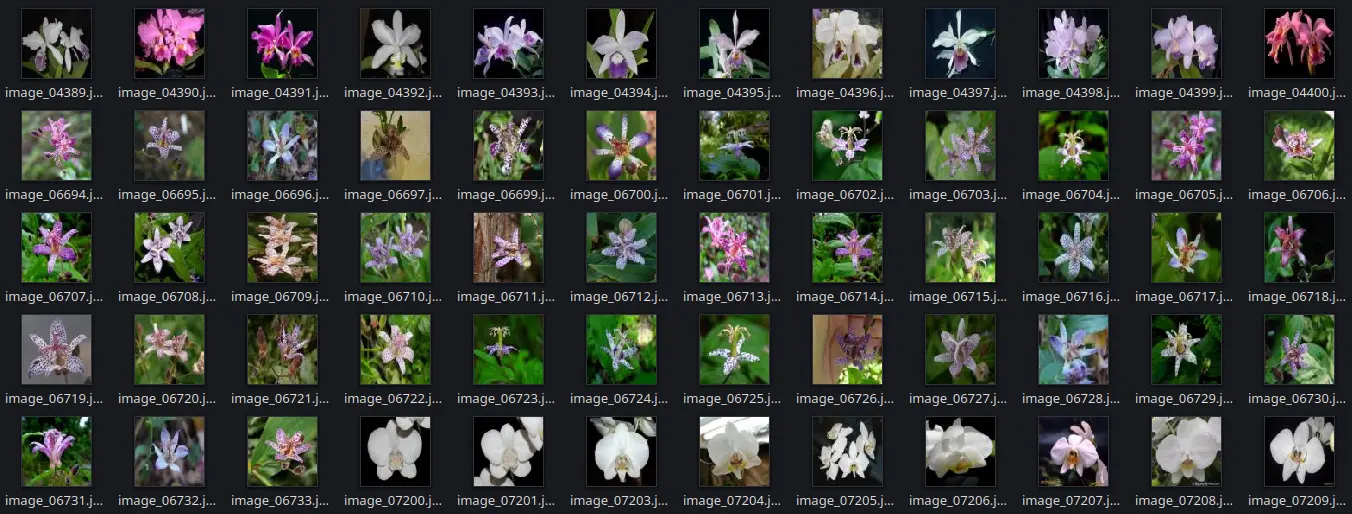 image_04389.j... image_04390.j... image_04391.j... image_04392.j... image_04393.j... image_04394.j... image_04395.j... image_04396.j... image_04397.j... image_04398.j... image_04399.j... image_04400.j...
image_06694.j... image_06695.j... image_06696.j... image_06697.j... image_06699.j... image_06700.j... image_06701.j... image_06702.j... image_06703.j... image_06704.j... image_06705.j... image_06706.j...
image_06707.j... image_06708.j... image_06709.j... image_06710.j... image_06711.j... image_06712.j... image_06713.j... image_06714.j... image_06715.j... image_06716.j... image_06717.j... image_06718.j...
image_06719.j... image_06720.j... image_06721.j... image_06722.j... image_06723.j... image_06724.j... image_06725.j... image_06726.j... image_06727.j... image_06728.j... image_06729.j... image_06730.j...
image_06731.j... image_06732.j... image_06733.j... image_07200.j... image_07201.j... image_07203.j... image_07204.j... image_07205.j... image_07206.j... image_07207.j... image_07208.j... image_07209.j...